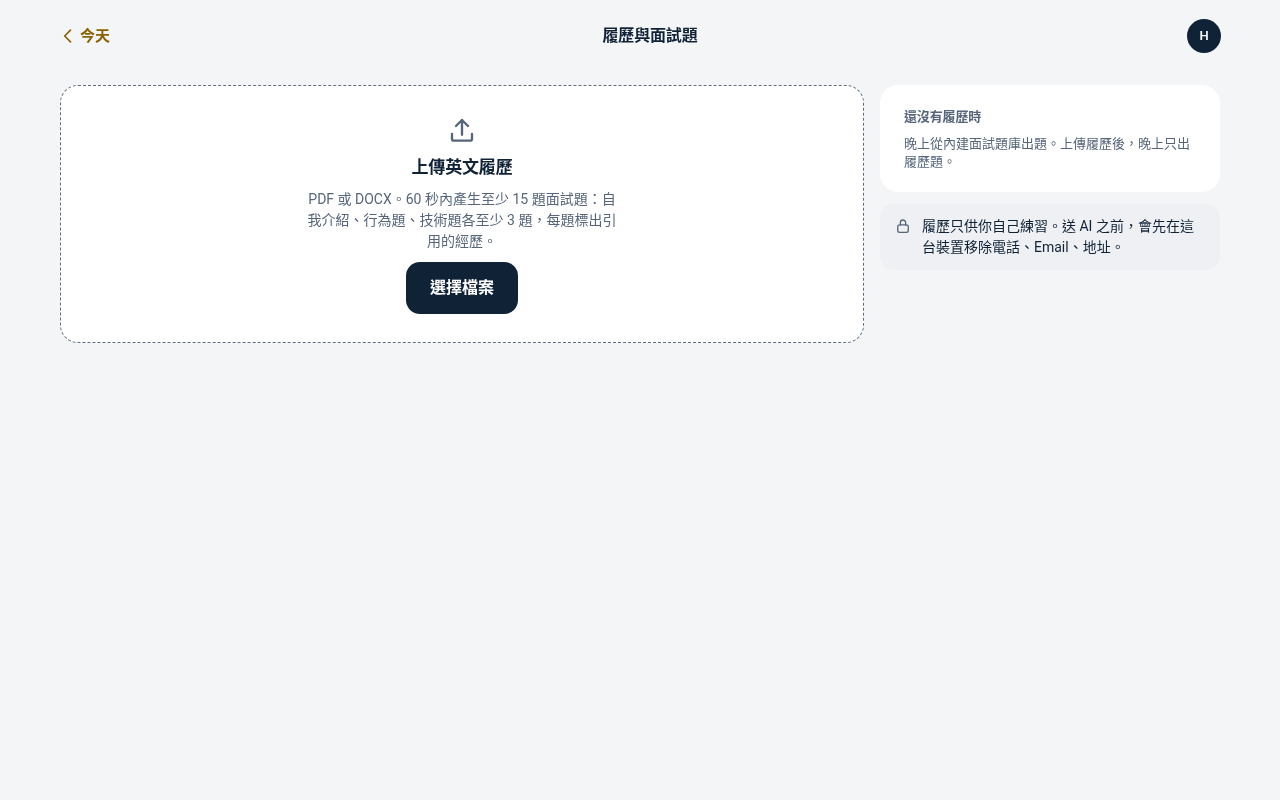 今天
履歷與面試題
H
上傳英文履歷
PDF 或 DOCX。60 秒內產生至少 15 題面試題：自
我介紹、行為題、技術題各至少 3 題，每題標出引
用的經歷。
選擇檔案
還沒有履歷時
晚上從內建面試題庫出題。上傳履歷後，晚上只出
履歷題。
履歷只供你自己練習。送 AI 之前，會先在這
台裝置移除電話、Email、地址。